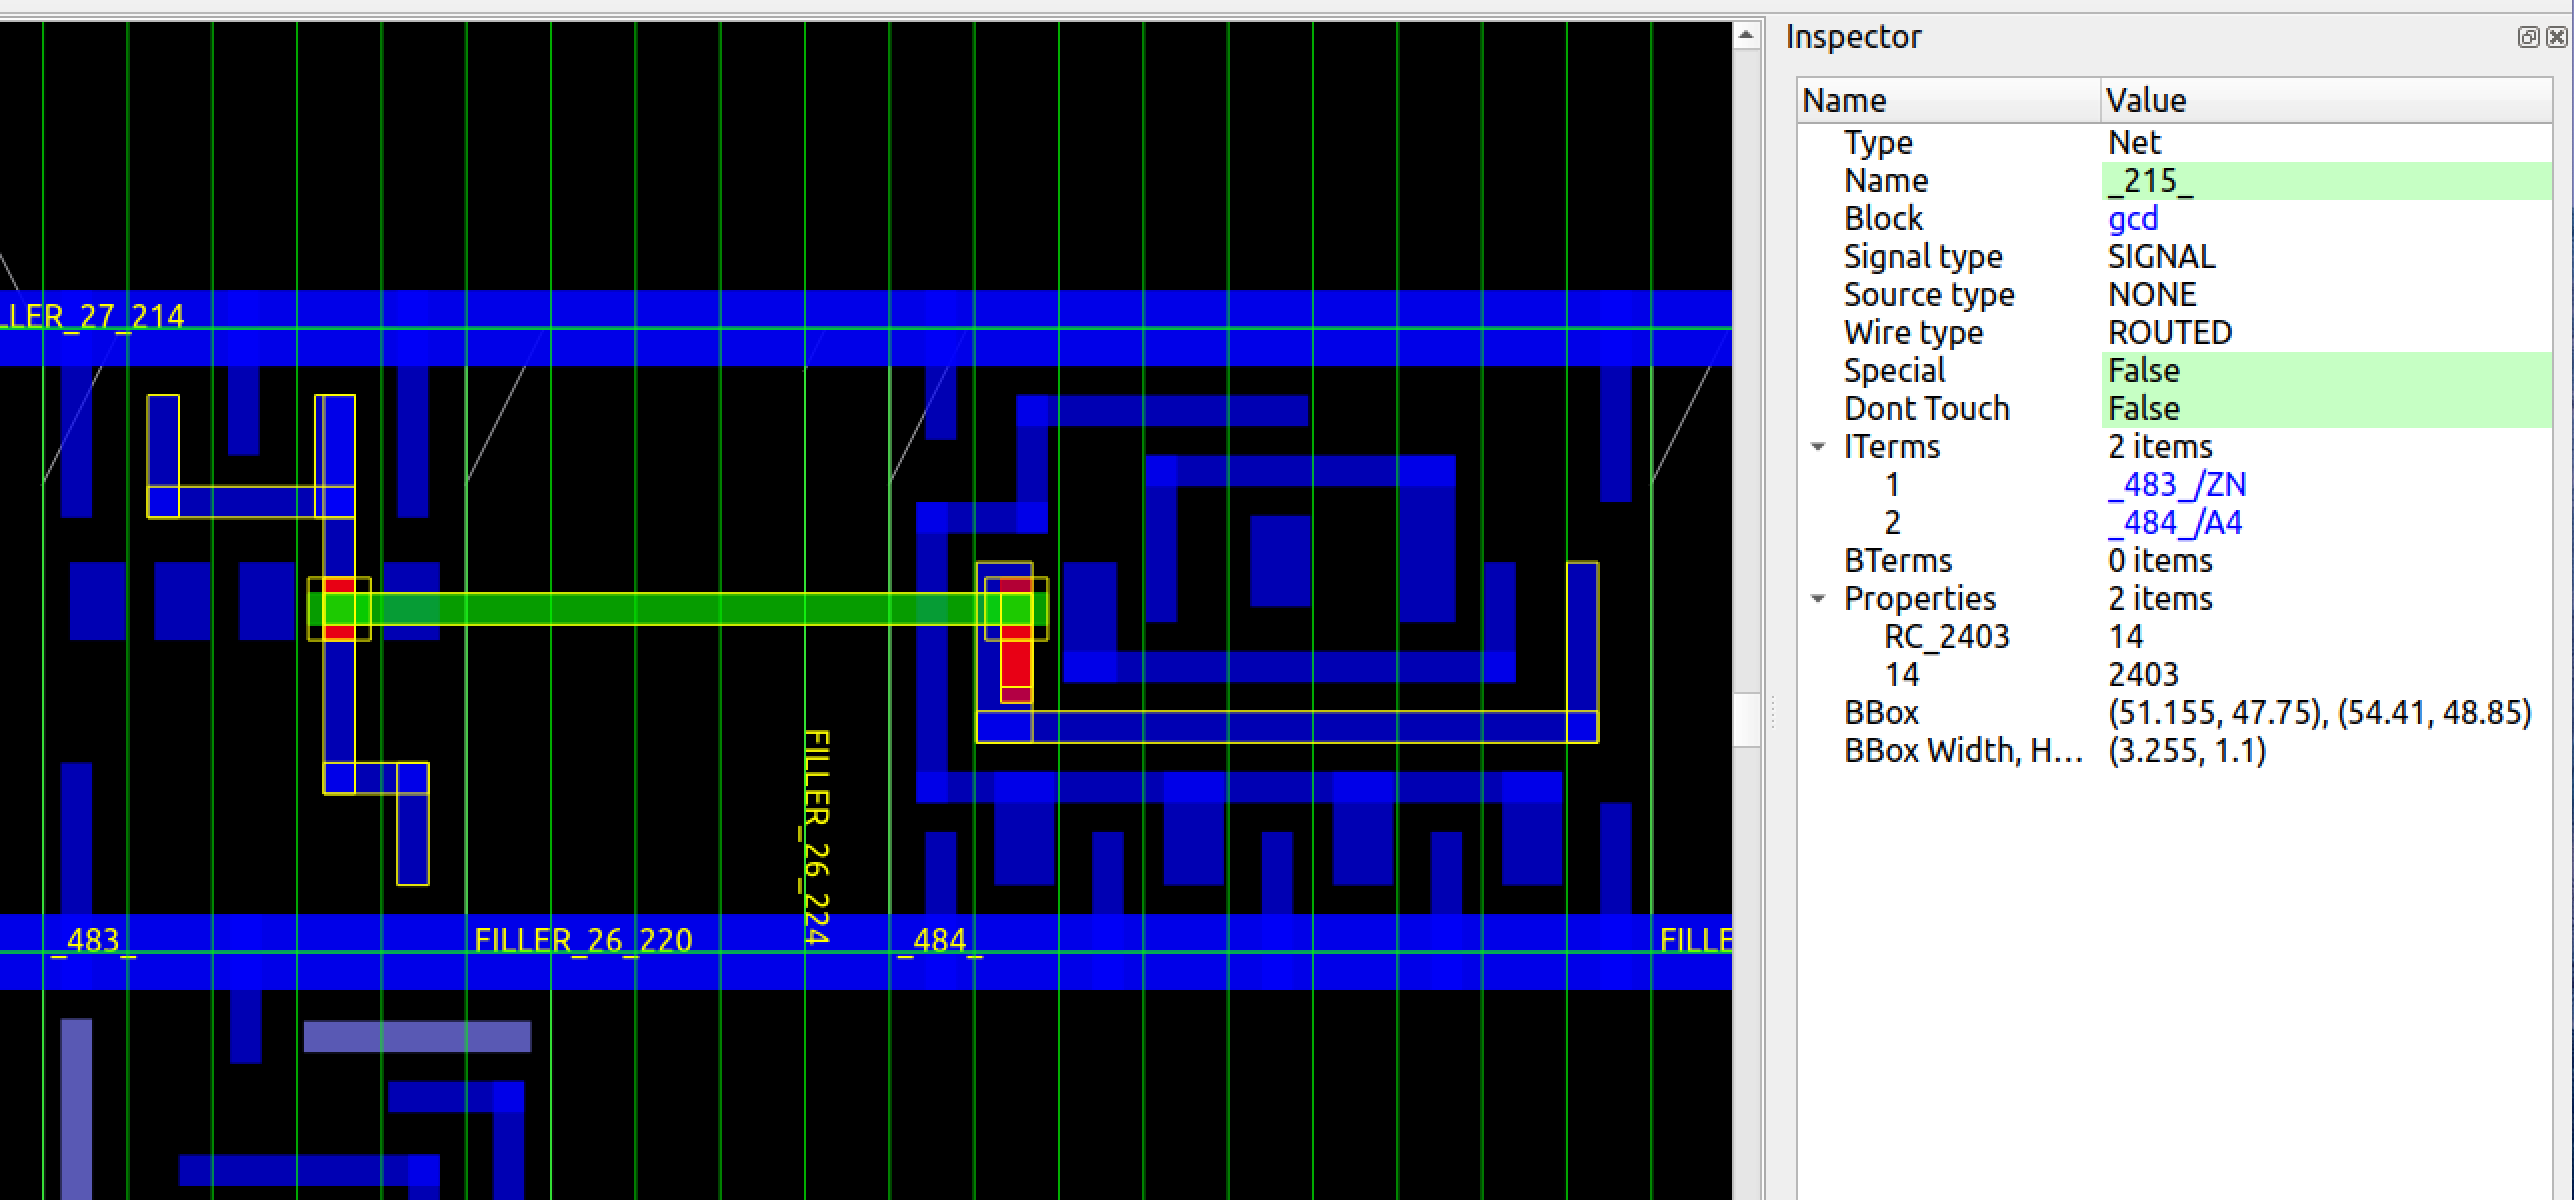 Inspector
Name Value
Type Net
Name _215_
Block gcd
Signal type SIGNAL
Source type NONE
Wire type ROUTED
Special False
Dont Touch False
ITerms 2 items
1 _483_/ZN
2 _484_/A4
BTerms 0 items
Properties 2 items
RC_2403 14
14 2403
BBox (51.155, 47.75), (54.41, 48.85)
BBox Width, H... (3.255, 1.1)
LLER_27_214
FILLER_26_224
_483_
FILLER_26_220
_484_
FILLE